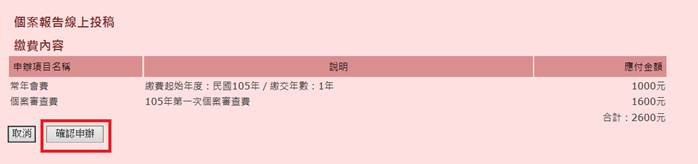 個案報告線上投稿
繳費內容
申辦項目名稱 說明 應付金額
常年會費 繳費起始年度：民國105年 / 繳交年數：1年 1000元
個案審查費 105年第一次個案審查費 1600元
合計：2600元
取消 確認申辦